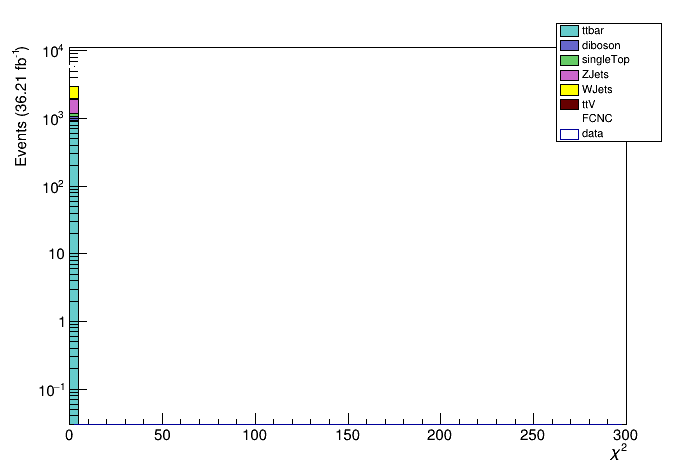 Events (36.21 fb⁻¹)
10⁴
10³
10²
10
1
10⁻¹
0 50 100 150 200 250 300
χ²
ttbar
diboson
singleTop
ZJets
WJets
ttV
FCNC
data